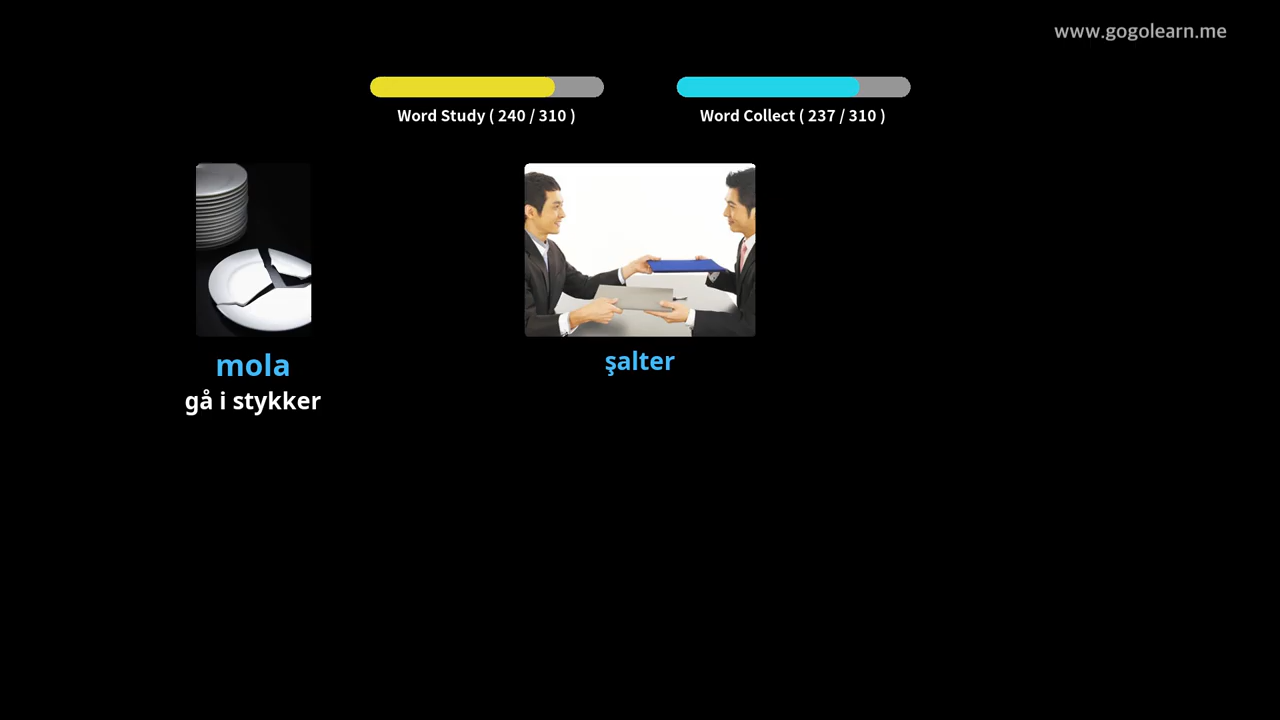 www.gogolearn.me
Word Study ( 240 / 310 )
Word Collect ( 237 / 310 )
mola
gå i stykker
şalter